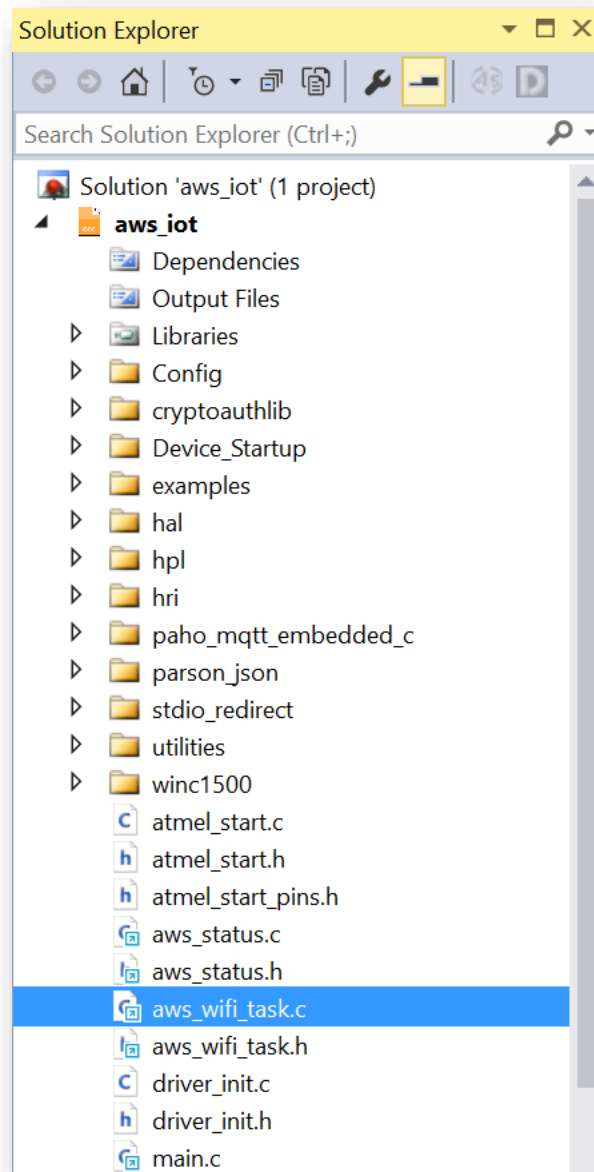 Solution Explorer
Search Solution Explorer (Ctrl+;)
Solution 'aws_iot' (1 project)
aws_iot
Dependencies
Output Files
Libraries
Config
cryptoauthlib
Device_Startup
examples
hal
hpl
hri
paho_mqtt_embedded_c
parson_json
stdio_redirect
utilities
winc1500
atmel_start.c
atmel_start.h
atmel_start_pins.h
aws_status.c
aws_status.h
aws_wifi_task.c
aws_wifi_task.h
driver_init.c
driver_init.h
main.c